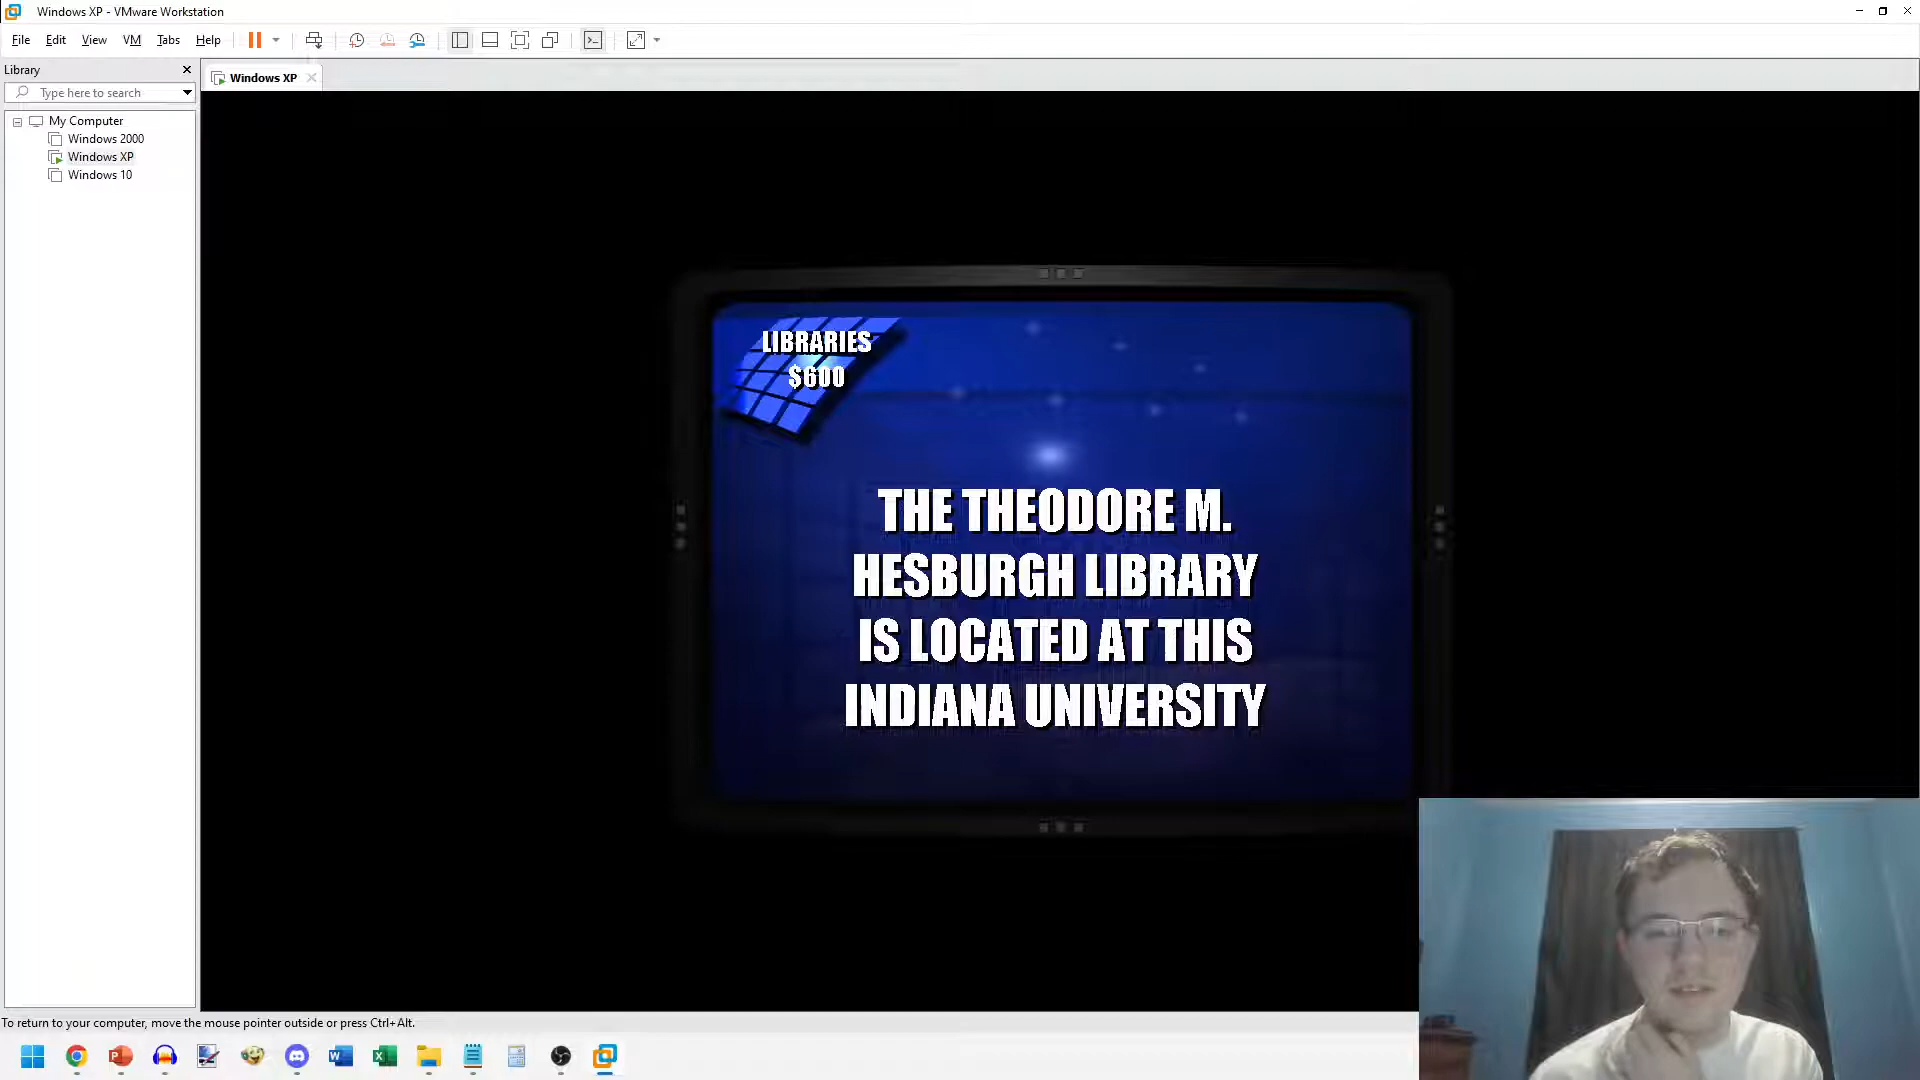 Windows XP - VMware Workstation
File Edit View VM Tabs Help
Library
Type here to search
My Computer
Windows 2000
Windows XP
Windows 10
Windows XP
LIBRARIES
$600
THE THEODORE M.
HESBURGH LIBRARY
IS LOCATED AT THIS
INDIANA UNIVERSITY
To return to your computer, move the mouse pointer outside or press Ctrl+Alt.